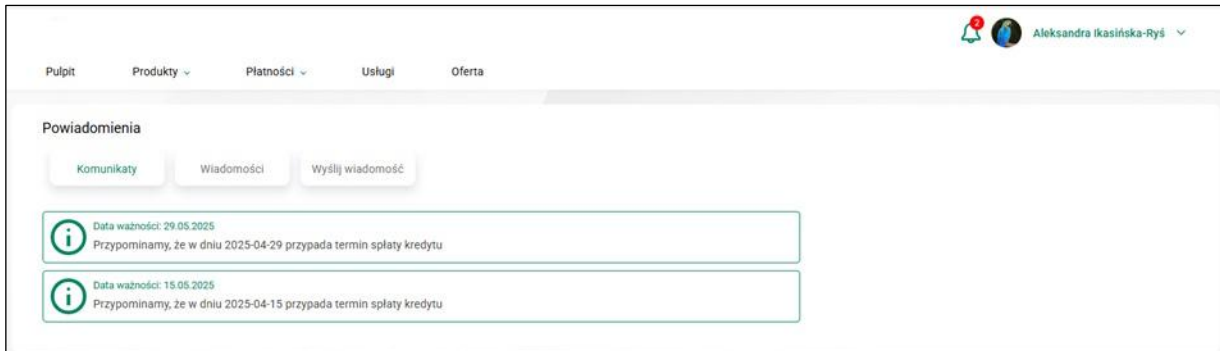 2
Aleksandra Ikasińska-Ryś
Pulpit Produkty Płatności Usługi Oferta
Powiadomienia
Komunikaty Wiadomości Wyślij wiadomość
Data ważności: 29.05.2025
Przypominamy, że w dniu 2025-04-29 przypada termin spłaty kredytu
Data ważności: 15.05.2025
Przypominamy, że w dniu 2025-04-15 przypada termin spłaty kredytu